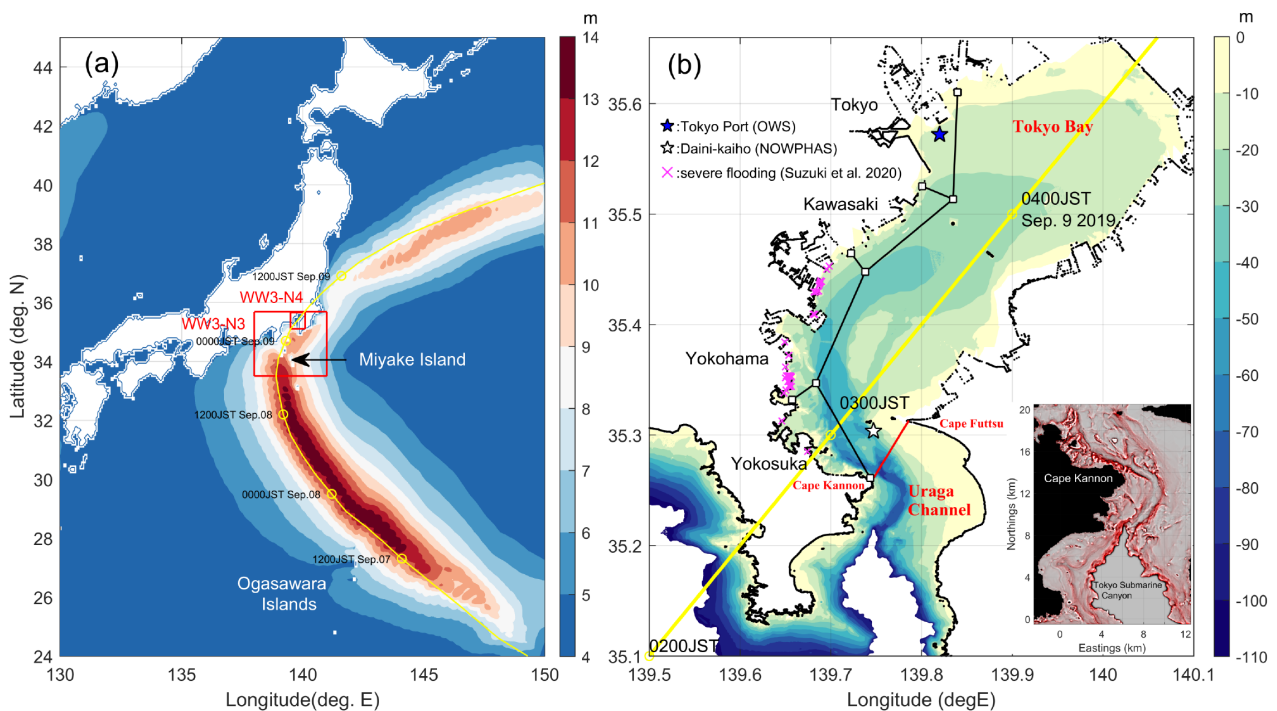 m
14
13
12
11
10
9
8
7
6
5
4
(a)
44
42
40
38
36
34
32
30
28
26
24
130
135
140
145
150
Latitude (deg. N)
Longitude(deg. E)
1200JST Sep.09
WW3-N4
WW3-N3
0000JST Sep.09
Miyake Island
1200JST Sep.08
0000JST Sep.08
1200JST Sep.07
Ogasawara
Islands
m
0
-10
-20
-30
-40
-50
-60
-70
-80
-90
-100
-110
(b)
35.6
35.5
35.4
35.3
35.2
35.1
139.5
139.6
139.7
139.8
139.9
140
140.1
Longitude (degE)
Tokyo
:Tokyo Port (OWS)
:Daini-kaiho (NOWPHAS)
:severe flooding (Suzuki et al. 2020)
Tokyo Bay
Kawasaki
0400JST
Sep. 9 2019
Yokohama
0300JST
Cape Futtsu
Yokosuka
Cape Kannon
Uraga
Channel
0200JST
20
16
12
8
4
0
Northings (km)
Cape Kannon
Tokyo Submarine
Canyon
0
4
8
12
Eastings (km)